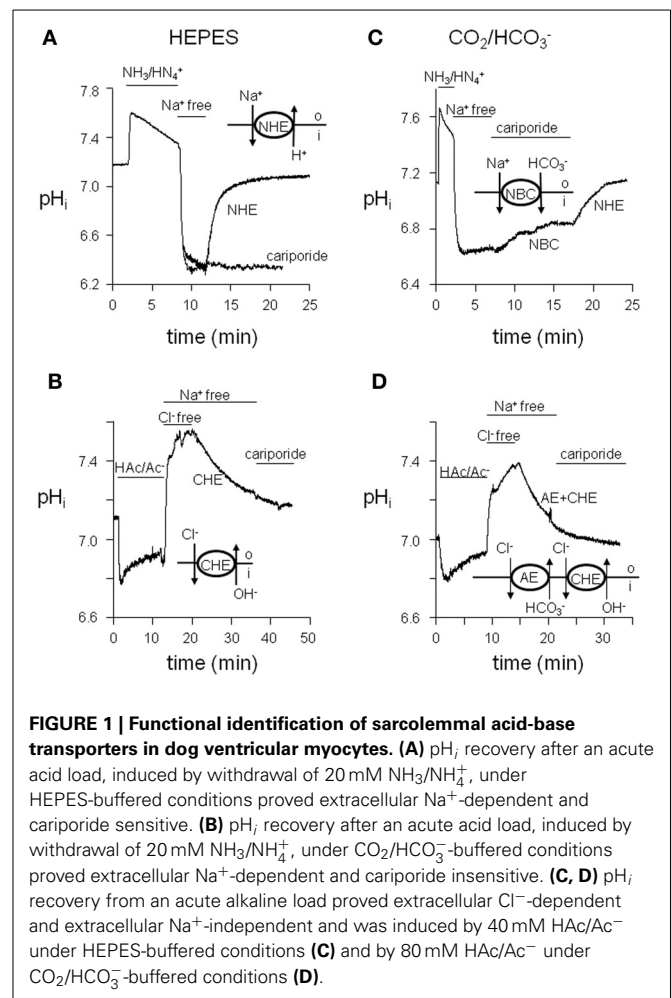 A HEPES
C CO₂/HCO₃⁻
NH₃/HN₄⁺
Na⁺ free
7.8
7.4
7.0
6.6
6.2
pHᵢ
Na⁺
NHE
o
i
H⁺
NHE
cariporide
0 5 10 15 20 25
time (min)
NH₃/HN₄⁺
Na⁺ free
cariporide
7.6
7.2
6.8
6.4
pHᵢ
Na⁺ HCO₃⁻
NBC
o
i
NHE
NBC
0 5 10 15 20 25
time (min)
B
Na⁺ free
Cl⁻ free
cariporide
HAc/Ac⁻
7.4
7.0
6.6
pHᵢ
CHE
Cl⁻
CHE
o
i
OH⁻
0 10 20 30 40 50
time (min)
D
Na⁺ free
Cl⁻ free
cariporide
HAc/Ac⁻
7.4
7.0
6.6
pHᵢ
AE+CHE
Cl⁻ Cl⁻
AE CHE
o
i
HCO₃⁻ OH⁻
0 10 20 30
time (min)
FIGURE 1 | Functional identification of sarcolemmal acid-base
transporters in dog ventricular myocytes. (A) pHᵢ recovery after an acute
acid load, induced by withdrawal of 20 mM NH₃/NH₄⁺, under
HEPES-buffered conditions proved extracellular Na⁺-dependent and
cariporide sensitive. (B) pHᵢ recovery after an acute acid load, induced by
withdrawal of 20 mM NH₃/NH₄⁺, under CO₂/HCO₃⁻-buffered conditions
proved extracellular Na⁺-dependent and cariporide insensitive. (C, D) pHᵢ
recovery from an acute alkaline load proved extracellular Cl⁻-dependent
and extracellular Na⁺-independent and was induced by 40 mM HAc/Ac⁻
under HEPES-buffered conditions (C) and by 80 mM HAc/Ac⁻ under
CO₂/HCO₃⁻-buffered conditions (D).